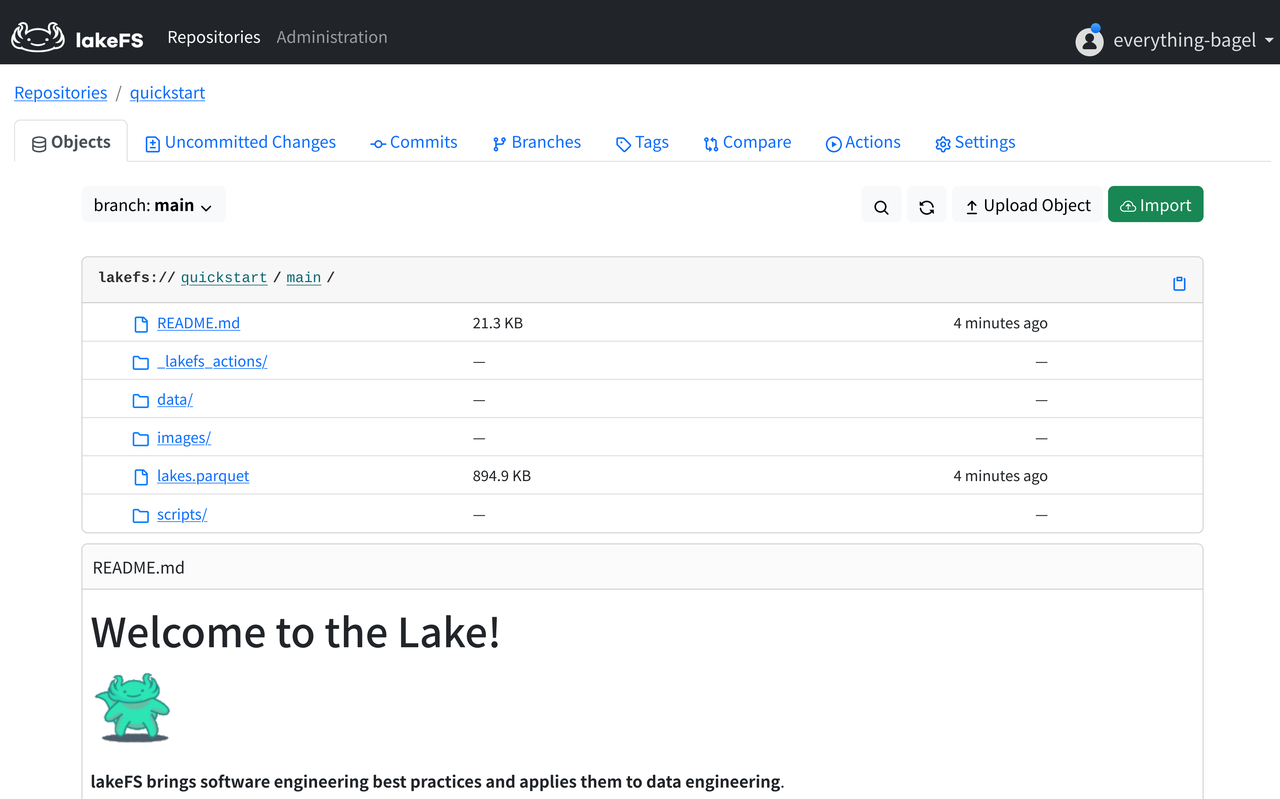 lakeFS Repositories Administration everything-bagel
Repositories / quickstart
Objects Uncommitted Changes Commits Branches Tags Compare Actions Settings
branch: main Upload Object Import
lakefs:// quickstart / main /
README.md 21.3 KB 4 minutes ago
_lakefs_actions/ — —
data/ — —
images/ — —
lakes.parquet 894.9 KB 4 minutes ago
scripts/ — —
README.md
Welcome to the Lake!
lakeFS brings software engineering best practices and applies them to data engineering.